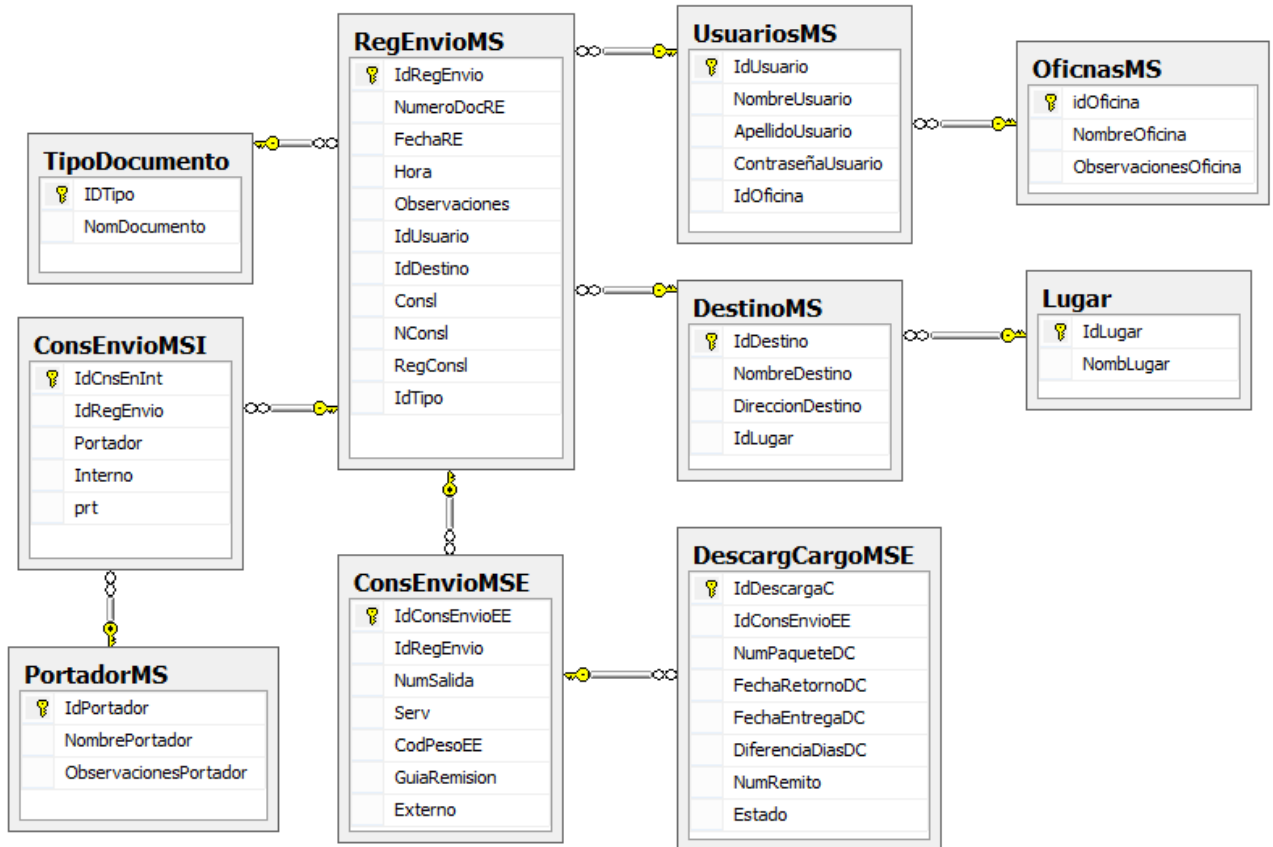 RegEnvioMS
IdRegEnvio
NumeroDocRE
FechaRE
Hora
Observaciones
IdUsuario
IdDestino
Consl
NConsl
RegConsl
IdTipo
UsuariosMS
IdUsuario
NombreUsuario
ApellidoUsuario
ContraseñaUsuario
IdOficina
OficnasMS
idOficina
NombreOficina
ObservacionesOficina
TipoDocumento
IDTipo
NomDocumento
DestinoMS
IdDestino
NombreDestino
DireccionDestino
IdLugar
Lugar
IdLugar
NombLugar
ConsEnvioMSI
IdCnsEnInt
IdRegEnvio
Portador
Interno
prt
ConsEnvioMSE
IdConsEnvioEE
IdRegEnvio
NumSalida
Serv
CodPesoEE
GuiaRemision
Externo
DescargCargoMSE
IdDescargaC
IdConsEnvioEE
NumPaqueteDC
FechaRetornoDC
FechaEntregaDC
DiferenciaDiasDC
NumRemito
Estado
PortadorMS
IdPortador
NombrePortador
ObservacionesPortador